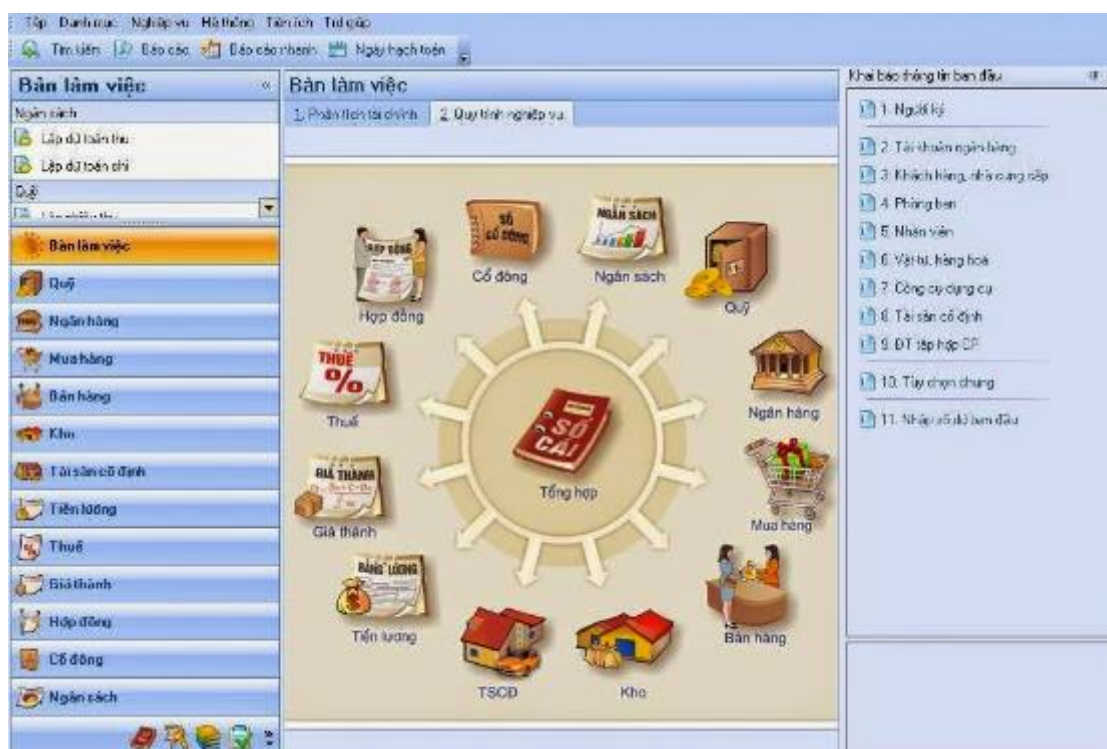 Tệp Danh mục Nghiệp vụ Hệ thống Tiện ích Trợ giúp
Tìm kiếm Báo cáo Báo cáo nhanh Ngày hạch toán
Bàn làm việc
Ngân sách
Lập dự toán thu
Lập dự toán chi
Quỹ
Bàn làm việc
Quỹ
Ngân hàng
Mua hàng
Bán hàng
Kho
Tài sản cố định
Tiền lương
Thuế
Giá thành
Hợp đồng
Cổ đông
Ngân sách
Bàn làm việc
1. Phân tích tài chính 2. Quy trình nghiệp vụ
HỢP ĐỒNG
Hợp đồng
SỔ CỔ ĐÔNG
Cổ đông
NGÂN SÁCH
Ngân sách
Quỹ
THUẾ %
Thuế
Ngân hàng
SỔ CÁI
Tổng hợp
GIÁ THÀNH
Giá thành
Mua hàng
BẢNG LƯƠNG
Tiền lương
TSCĐ
Kho
Bán hàng
Khai báo thông tin ban đầu
1. Người ký
2. Tài khoản ngân hàng
3. Khách hàng, nhà cung cấp
4. Phòng ban
5. Nhân viên
6. Vật tư, hàng hoá
7. Công cụ dụng cụ
8. Tài sản cố định
9. ĐT tập hợp CP
10. Tùy chọn chung
11. Nhập số dư ban đầu